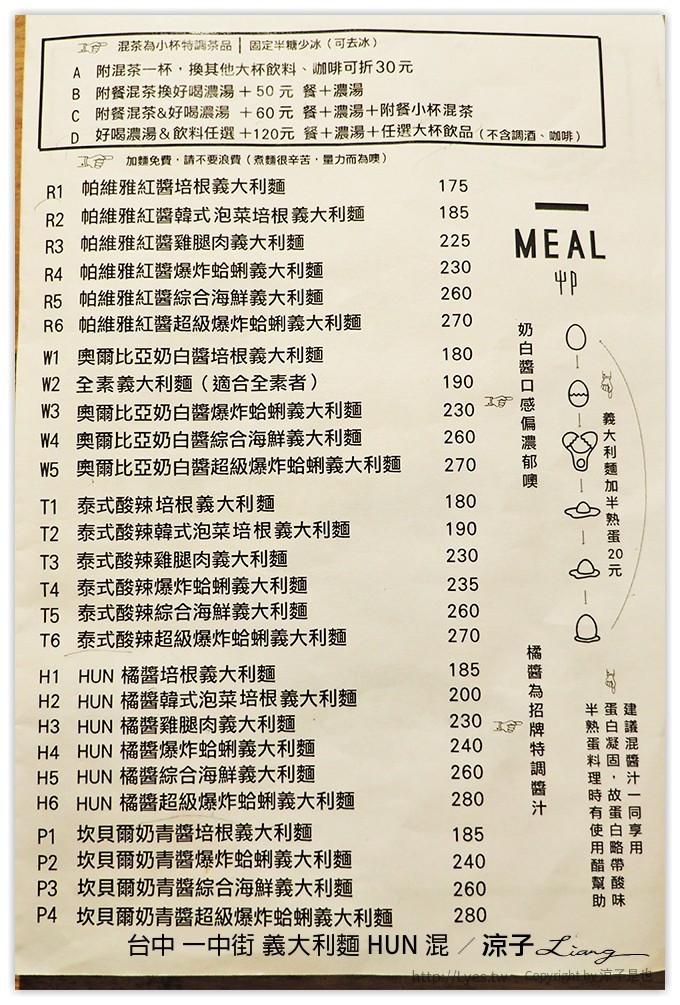 混茶為小杯特調茶品│固定半糖少冰(可去冰)
A 附混茶一杯,換其他大杯飲料、咖啡可折30元
B 附餐混茶換好喝濃湯+50元 餐+濃湯
C 附餐混茶&好喝濃湯 +60元 餐+濃湯+附餐小杯混茶
D 好喝濃湯&飲料任選+120元 餐+濃湯+任選大杯飲品(不含調酒、咖啡)
加麵免費,請不要浪費(煮麵很辛苦,量力而為噢)
R1 帕維雅紅醬培根義大利麵 175
R2 帕維雅紅醬韓式泡菜培根義大利麵 185
R3 帕維雅紅醬雞腿肉義大利麵 225
R4 帕維雅紅醬爆炸蛤蜊義大利麵 230
R5 帕維雅紅醬綜合海鮮義大利麵 260
R6 帕維雅紅醬超級爆炸蛤蜊義大利麵 270
W1 奧爾比亞奶白醬培根義大利麵 180
W2 全素義大利麵(適合全素者) 190
W3 奧爾比亞奶白醬爆炸蛤蜊義大利麵 230
W4 奧爾比亞奶白醬綜合海鮮義大利麵 260
W5 奧爾比亞奶白醬超級爆炸蛤蜊義大利麵 270
T1 泰式酸辣培根義大利麵 180
T2 泰式酸辣韓式泡菜培根義大利麵 190
T3 泰式酸辣雞腿肉義大利麵 230
T4 泰式酸辣爆炸蛤蜊義大利麵 235
T5 泰式酸辣綜合海鮮義大利麵 260
T6 泰式酸辣超級爆炸蛤蜊義大利麵 270
H1 HUN 橘醬培根義大利麵 185
H2 HUN 橘醬韓式泡菜培根義大利麵 200
H3 HUN 橘醬雞腿肉義大利麵 230
H4 HUN 橘醬爆炸蛤蜊義大利麵 240
H5 HUN 橘醬綜合海鮮義大利麵 260
H6 HUN 橘醬超級爆炸蛤蜊義大利麵 280
P1 坎貝爾奶青醬培根義大利麵 185
P2 坎貝爾奶青醬爆炸蛤蜊義大利麵 240
P3 坎貝爾奶青醬綜合海鮮義大利麵 260
P4 坎貝爾奶青醬超級爆炸蛤蜊義大利麵 280
MEAL
奶白醬口感偏濃郁噢
義大利麵加半熟蛋20元
橘醬為招牌特調醬汁
建議混醬汁一同享用
蛋白凝固,故蛋白略帶酸味
半熟蛋料理時有使用醋幫助
台中 一中街 義大利麵 HUN 混 / 涼子 Liang
http://Lyes.tw - Copyright by 涼子是也